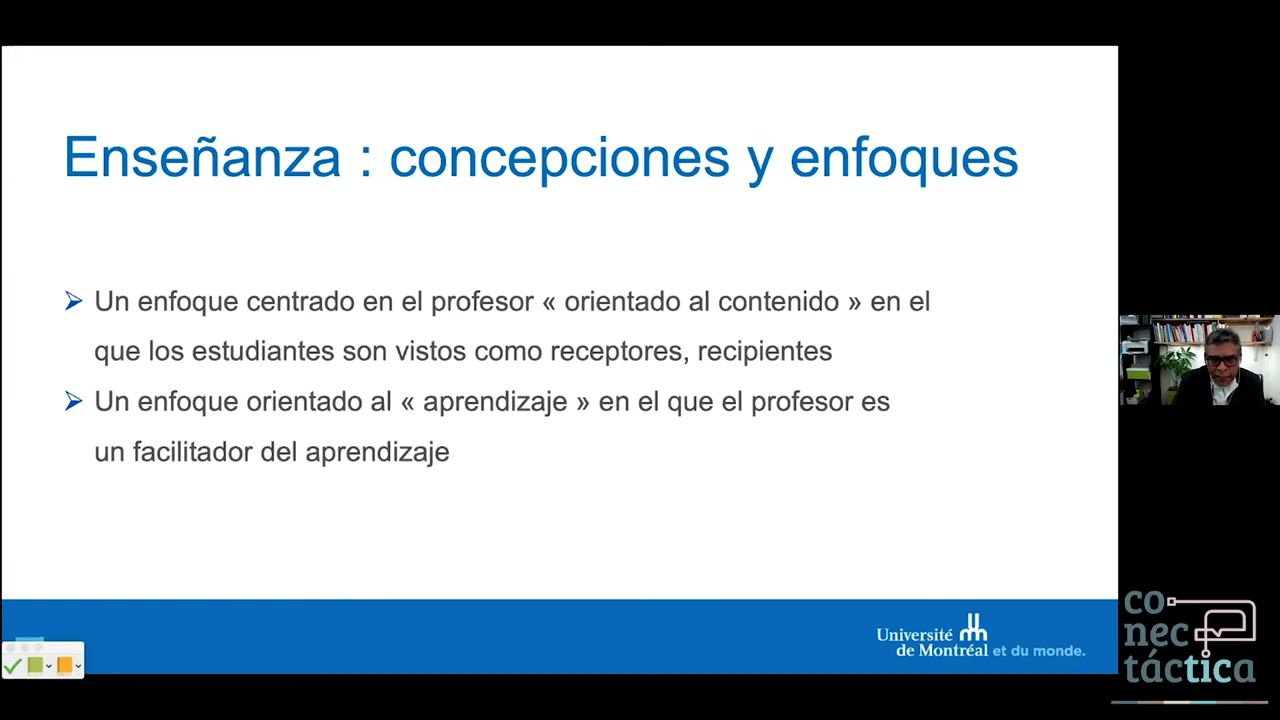 Enseñanza : concepciones y enfoques
Un enfoque centrado en el profesor « orientado al contenido » en el
que los estudiantes son vistos como receptores, recipientes
Un enfoque orientado al « aprendizaje » en el que el profesor es
un facilitador del aprendizaje
Université
de Montréal et du monde.
co
nec
táctica